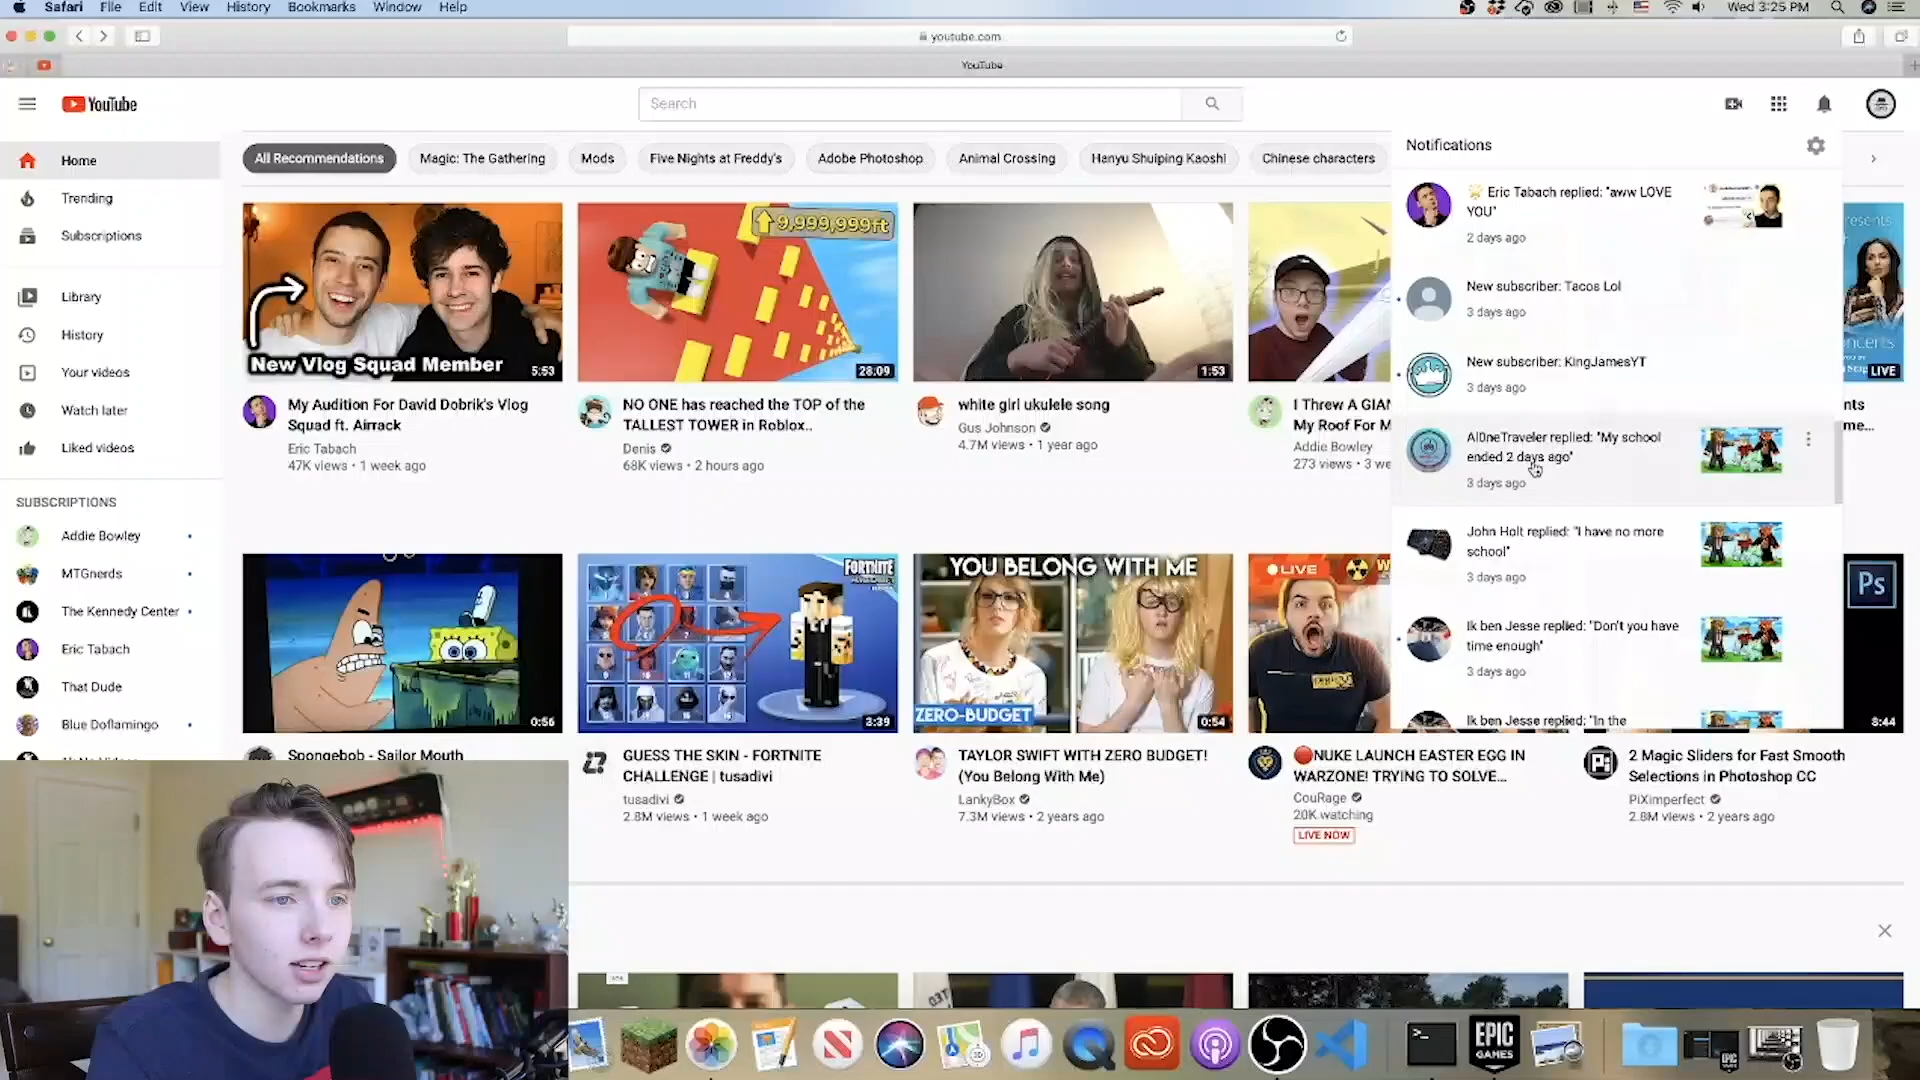 Safari File Edit View History Bookmarks Window Help
Wed 3:25 PM
youtube.com
YouTube
YouTube
Search
Home
Trending
Subscriptions
Library
History
Your videos
Watch later
Liked videos
SUBSCRIPTIONS
Addie Bowley
MTGnerds
The Kennedy Center
Eric Tabach
That Dude
Blue Doflamingo
All Recommendations
Magic: The Gathering
Mods
Five Nights at Freddy's
Adobe Photoshop
Animal Crossing
Hanyu Shuiping Kaoshi
Chinese characters
New Vlog Squad Member
5:53
My Audition For David Dobrik's Vlog
Squad ft. Airrack
Eric Tabach
47K views • 1 week ago
9,999,999ft
28:09
NO ONE has reached the TOP of the
TALLEST TOWER in Roblox..
Denis
68K views • 2 hours ago
1:53
white girl ukulele song
Gus Johnson
4.7M views • 1 year ago
I Threw A GIAN
My Roof For M
Addie Bowley
273 views • 3 we
resents
ncerts
LIVE
nts
me...
Notifications
Eric Tabach replied: "aww LOVE
YOU"
2 days ago
New subscriber: Tacos Lol
3 days ago
New subscriber: KingJamesYT
3 days ago
Al0neTraveler replied: "My school
ended 2 days ago"
3 days ago
John Holt replied: "I have no more
school"
3 days ago
Ik ben Jesse replied: "Don't you have
time enough"
3 days ago
Ik ben Jesse replied: "In the
0:56
Spongebob - Sailor Mouth
FORTNITE
3:39
GUESS THE SKIN - FORTNITE
CHALLENGE | tusadivi
tusadivi
2.8M views • 1 week ago
YOU BELONG WITH ME
ZERO-BUDGET
0:54
TAYLOR SWIFT WITH ZERO BUDGET!
(You Belong With Me)
LankyBox
7.3M views • 2 years ago
LIVE
W
NUKE LAUNCH EASTER EGG IN
WARZONE! TRYING TO SOLVE...
CouRage
20K watching
LIVE NOW
Ps
8:44
2 Magic Sliders for Fast Smooth
Selections in Photoshop CC
PiXimperfect
2.8M views • 2 years ago
EPIC
GAMES